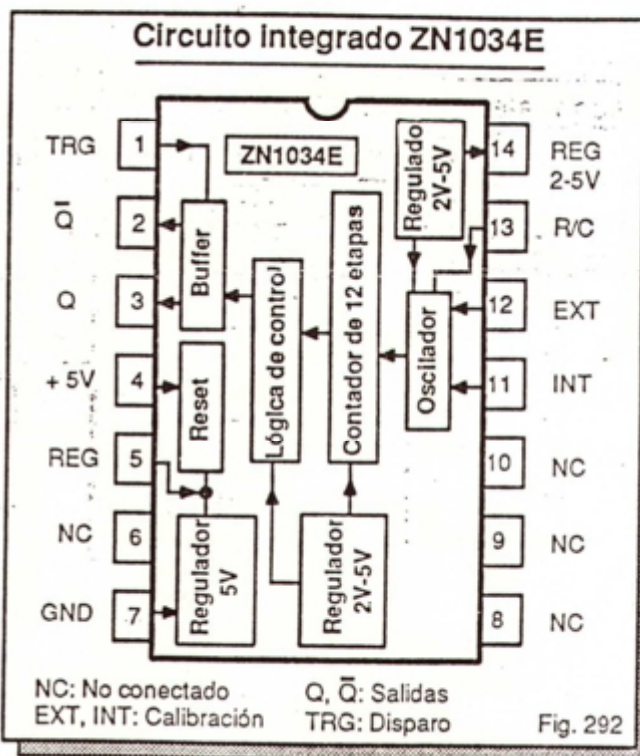 Circuito integrado ZN1034E
ZN1034E
TRG 1
Q̅ 2
Q 3
+ 5V 4
REG 5
NC 6
GND 7
14 REG 2-5V
13 R/C
12 EXT
11 INT
10 NC
9 NC
8 NC
Buffer
Reset
Regulador 5V
Lógica de control
Contador de 12 etapas
Regulador 2V-5V
Regulado 2V-5V
Oscilador
NC: No conectado
Q, Q̅: Salidas
EXT, INT: Calibración
TRG: Disparo
Fig. 292